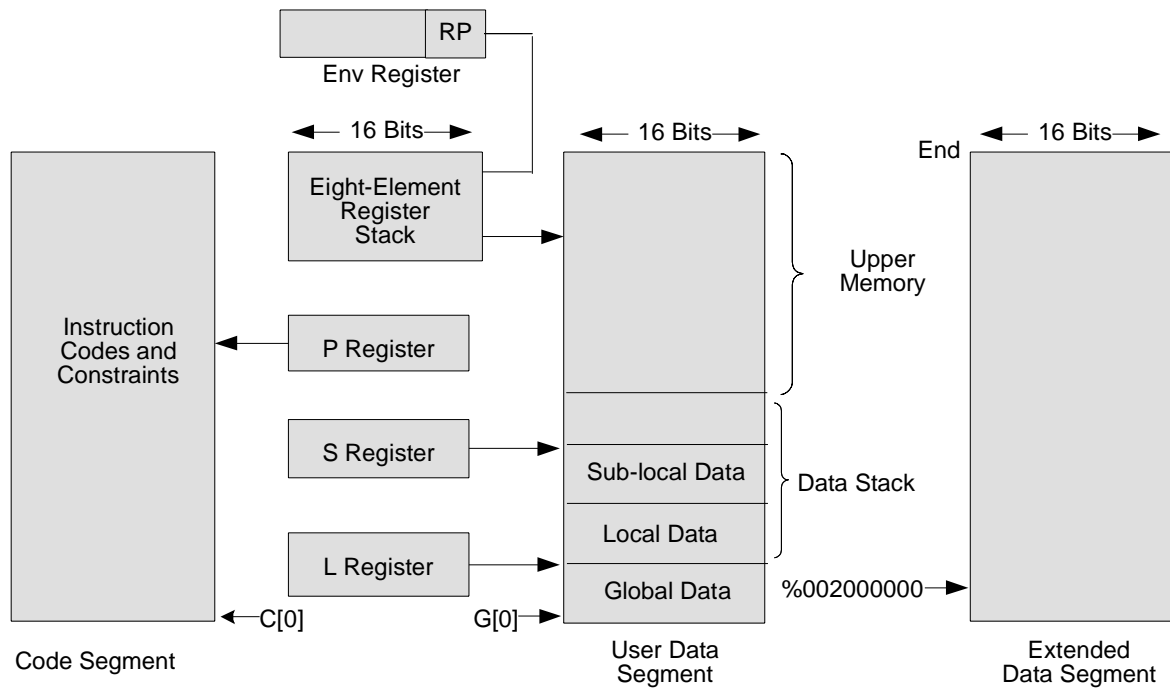 RP
Env Register
16 Bits
16 Bits
16 Bits
End
Eight-Element
Register
Stack
Upper
Memory
Instruction
Codes and
Constraints
P Register
S Register
Sub-local Data
Data Stack
Local Data
L Register
Global Data
%002000000
C[0]
G[0]
Code Segment
User Data
Segment
Extended
Data Segment